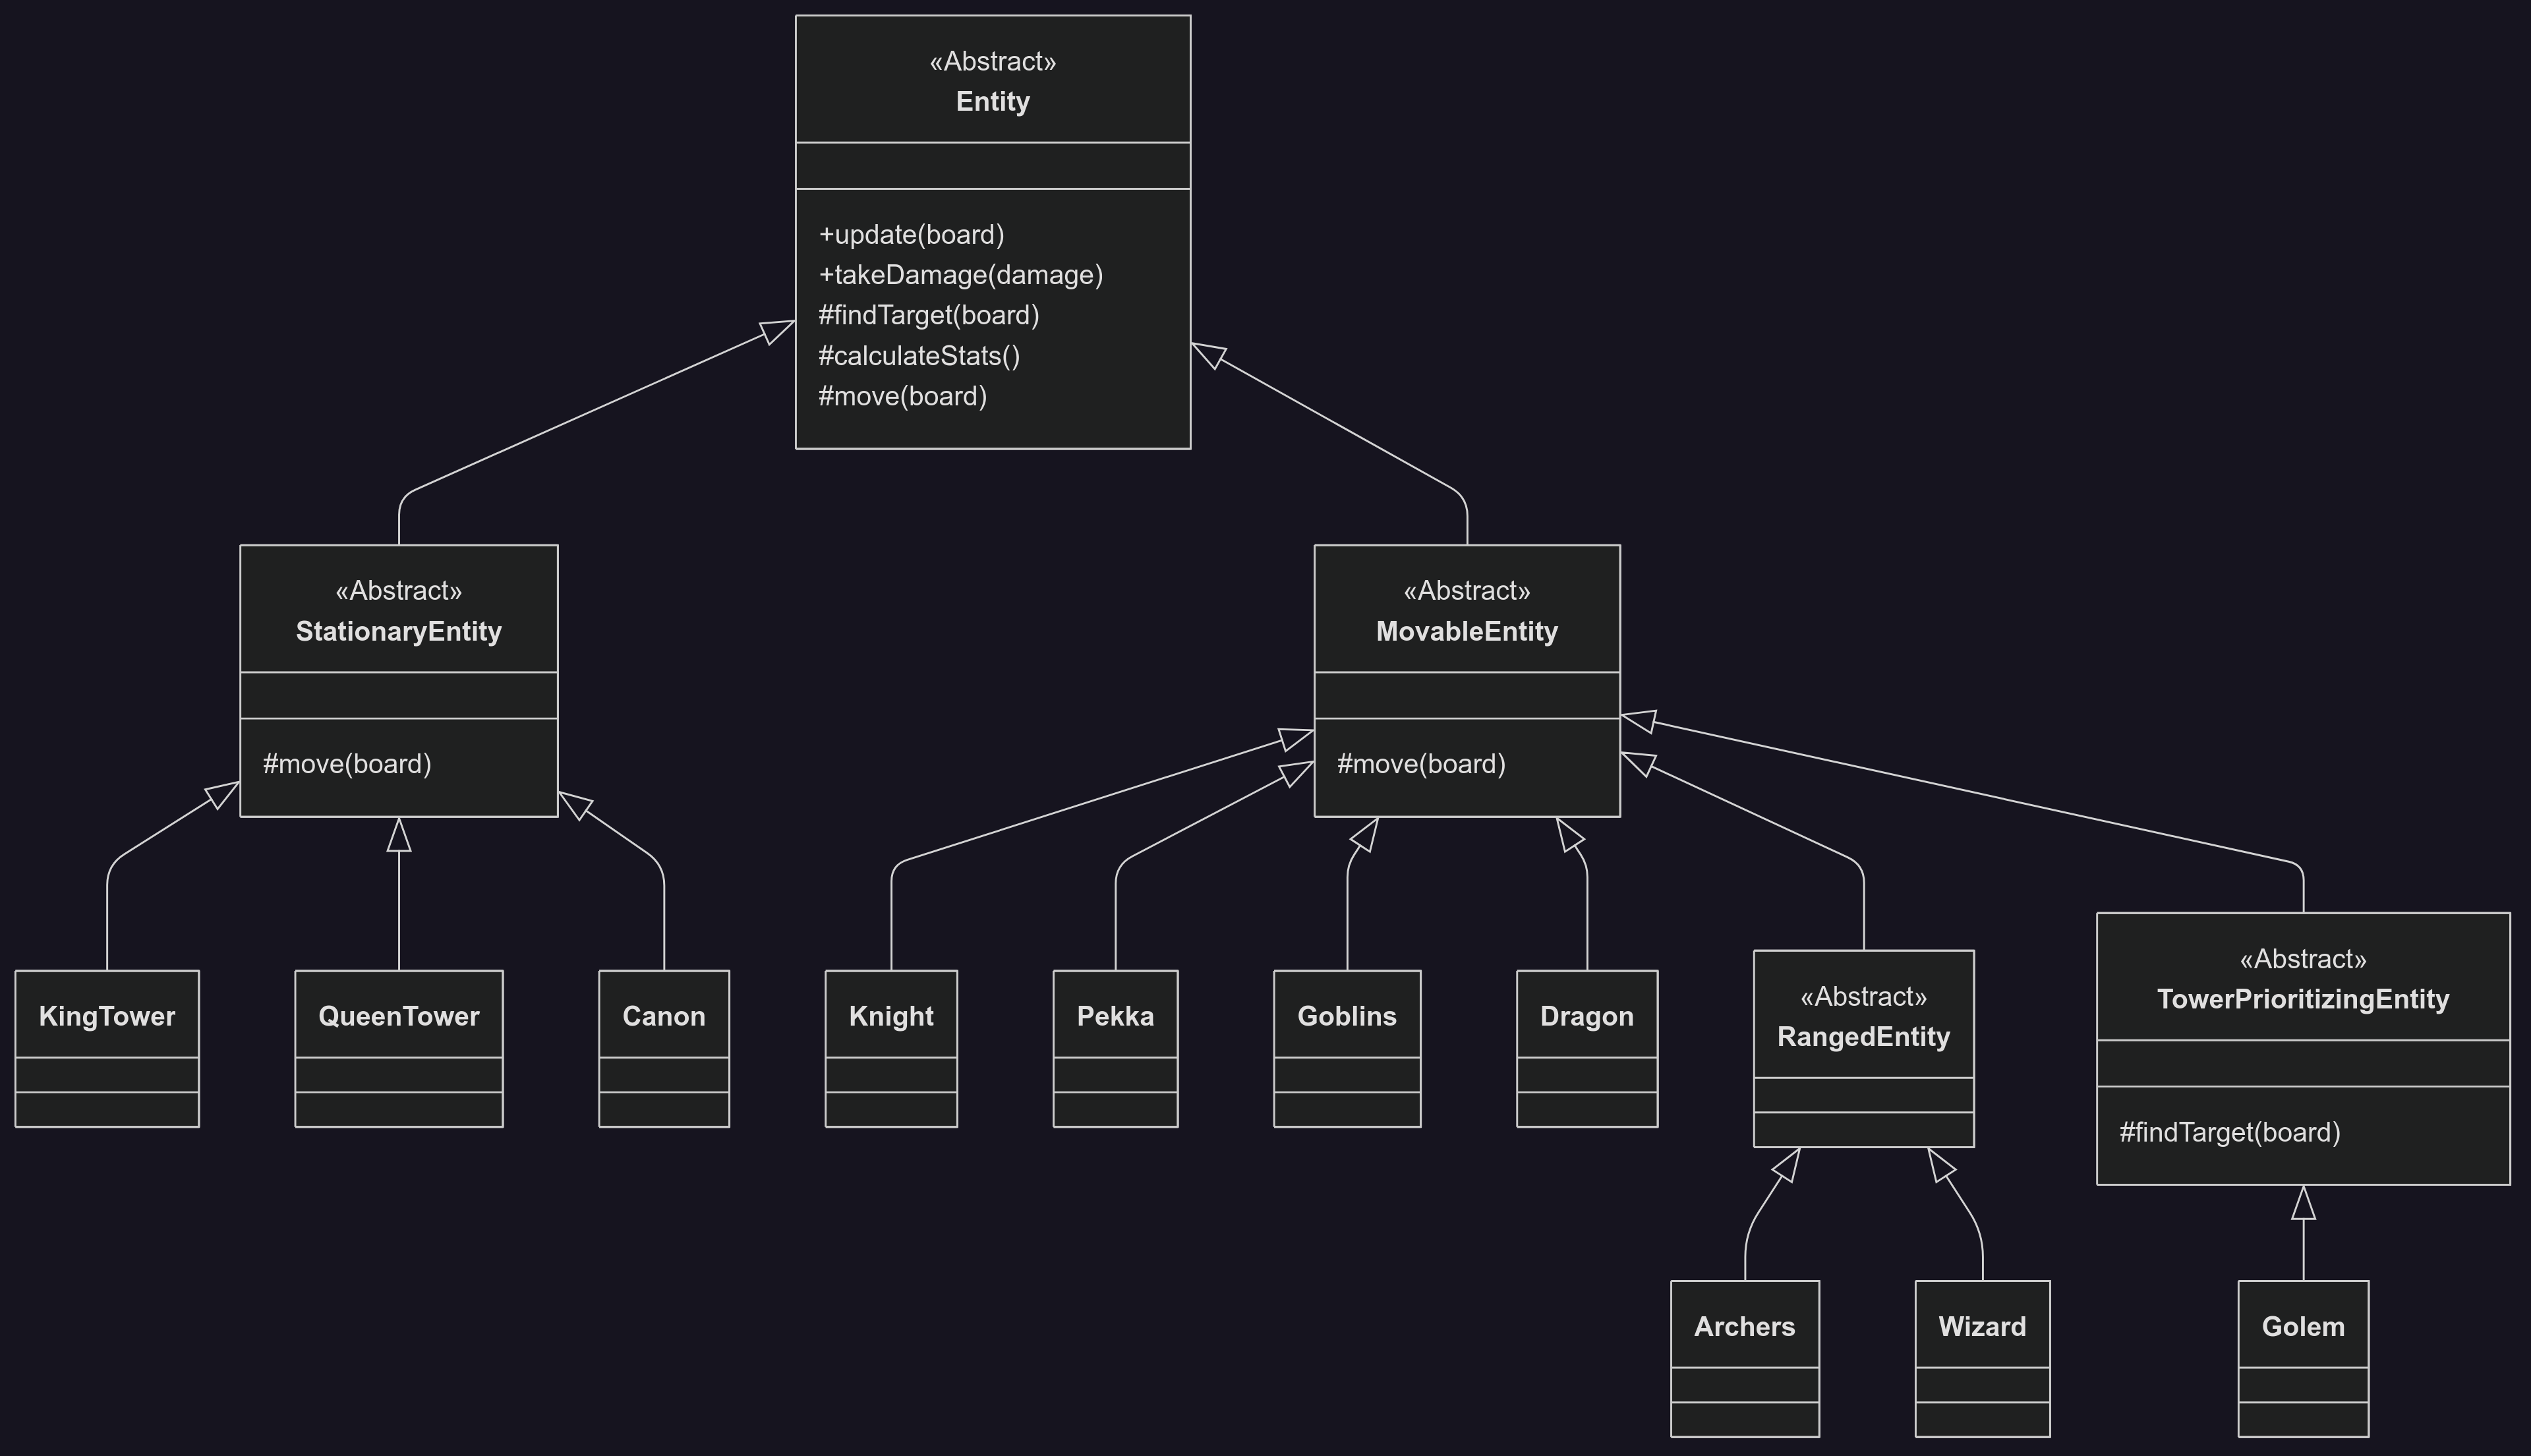 «Abstract»
Entity
+update(board)
+takeDamage(damage)
#findTarget(board)
#calculateStats()
#move(board)
«Abstract»
StationaryEntity
#move(board)
«Abstract»
MovableEntity
#move(board)
KingTower
QueenTower
Canon
Knight
Pekka
Goblins
Dragon
«Abstract»
RangedEntity
«Abstract»
TowerPrioritizingEntity
#findTarget(board)
Archers
Wizard
Golem